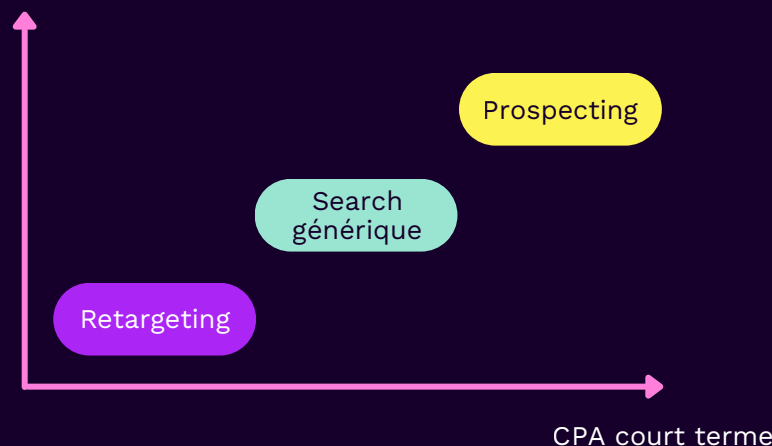 Prospecting
Search
générique
Retargeting
CPA court terme